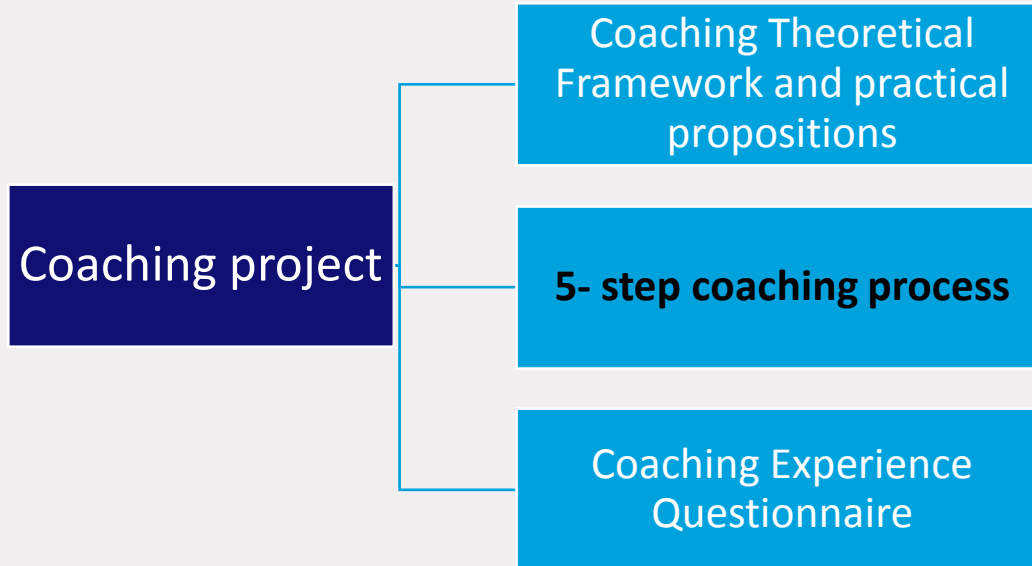 Coaching project
Coaching Theoretical
Framework and practical
propositions
5- step coaching process
Coaching Experience
Questionnaire